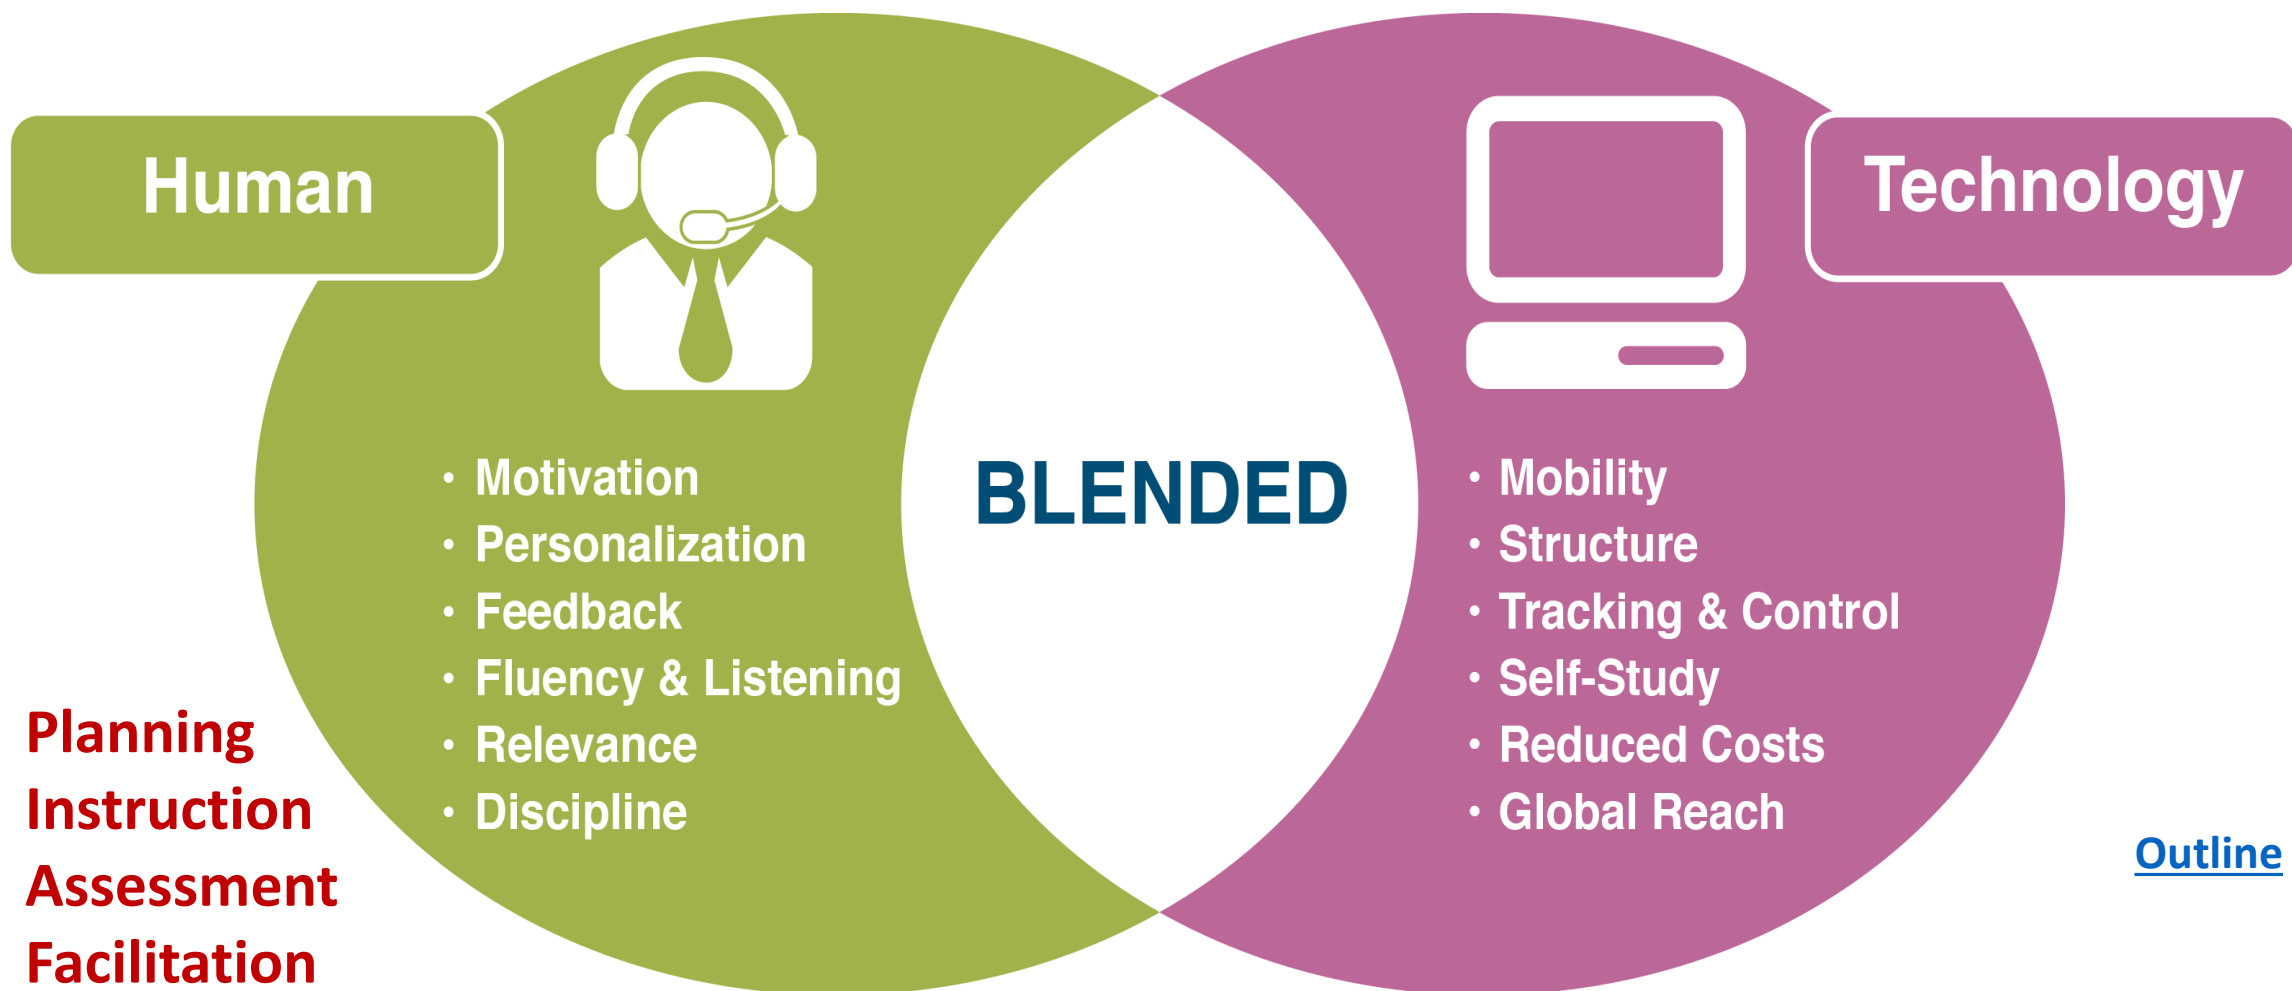 Human
Technology
BLENDED
• Motivation
• Personalization
• Feedback
• Fluency & Listening
• Relevance
• Discipline
• Mobility
• Structure
• Tracking & Control
• Self-Study
• Reduced Costs
• Global Reach
Planning
Instruction
Assessment
Facilitation
Outline